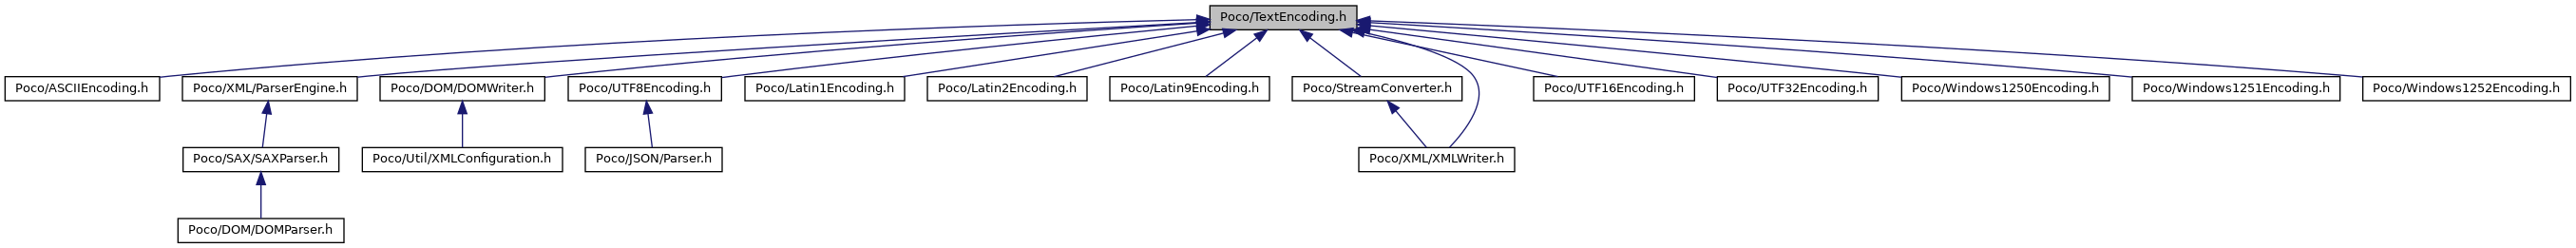 Poco/TextEncoding.h
Poco/ASCIIEncoding.h
Poco/XML/ParserEngine.h
Poco/DOM/DOMWriter.h
Poco/UTF8Encoding.h
Poco/Latin1Encoding.h
Poco/Latin2Encoding.h
Poco/Latin9Encoding.h
Poco/StreamConverter.h
Poco/UTF16Encoding.h
Poco/UTF32Encoding.h
Poco/Windows1250Encoding.h
Poco/Windows1251Encoding.h
Poco/Windows1252Encoding.h
Poco/SAX/SAXParser.h
Poco/Util/XMLConfiguration.h
Poco/JSON/Parser.h
Poco/XML/XMLWriter.h
Poco/DOM/DOMParser.h